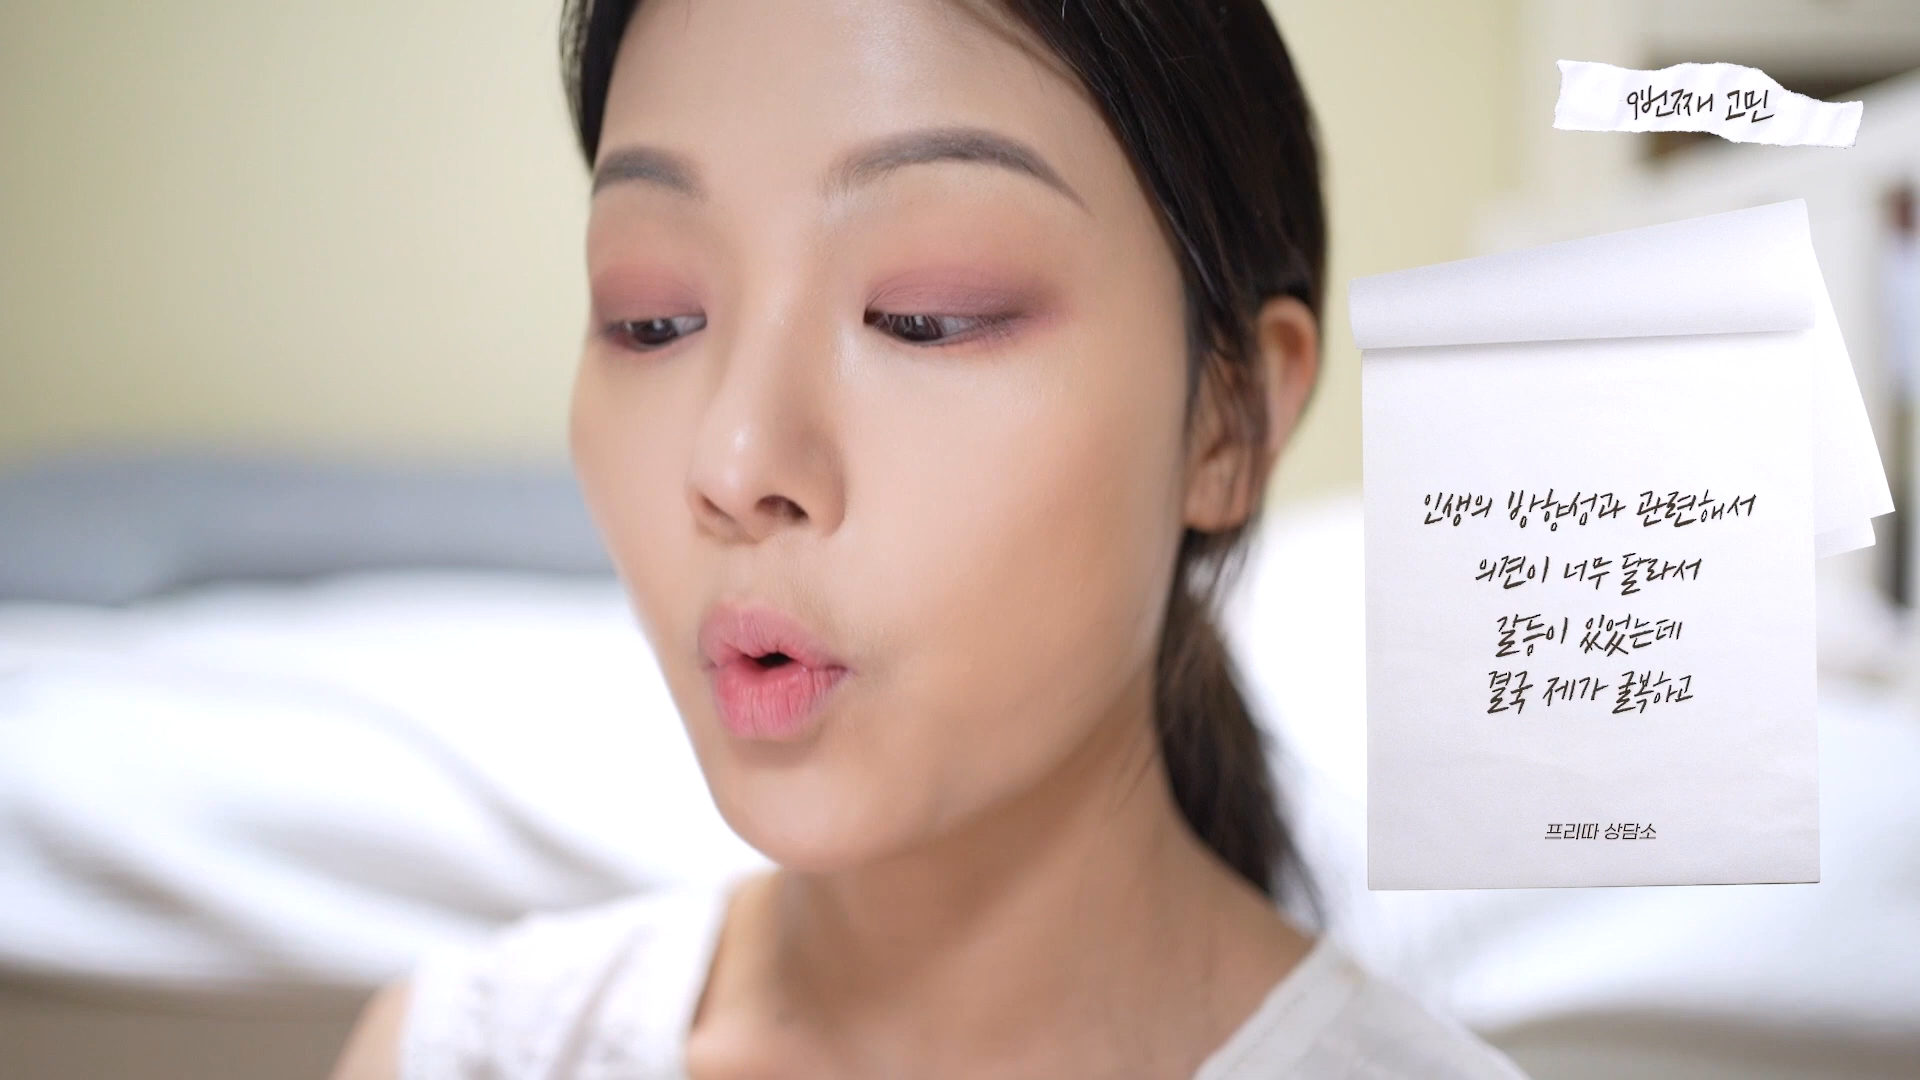 9번째 고민
인생의 방향성과 관련해서
의견이 너무 달라서
갈등이 있었는데
결국 제가 굴복하고
프리따 상담소